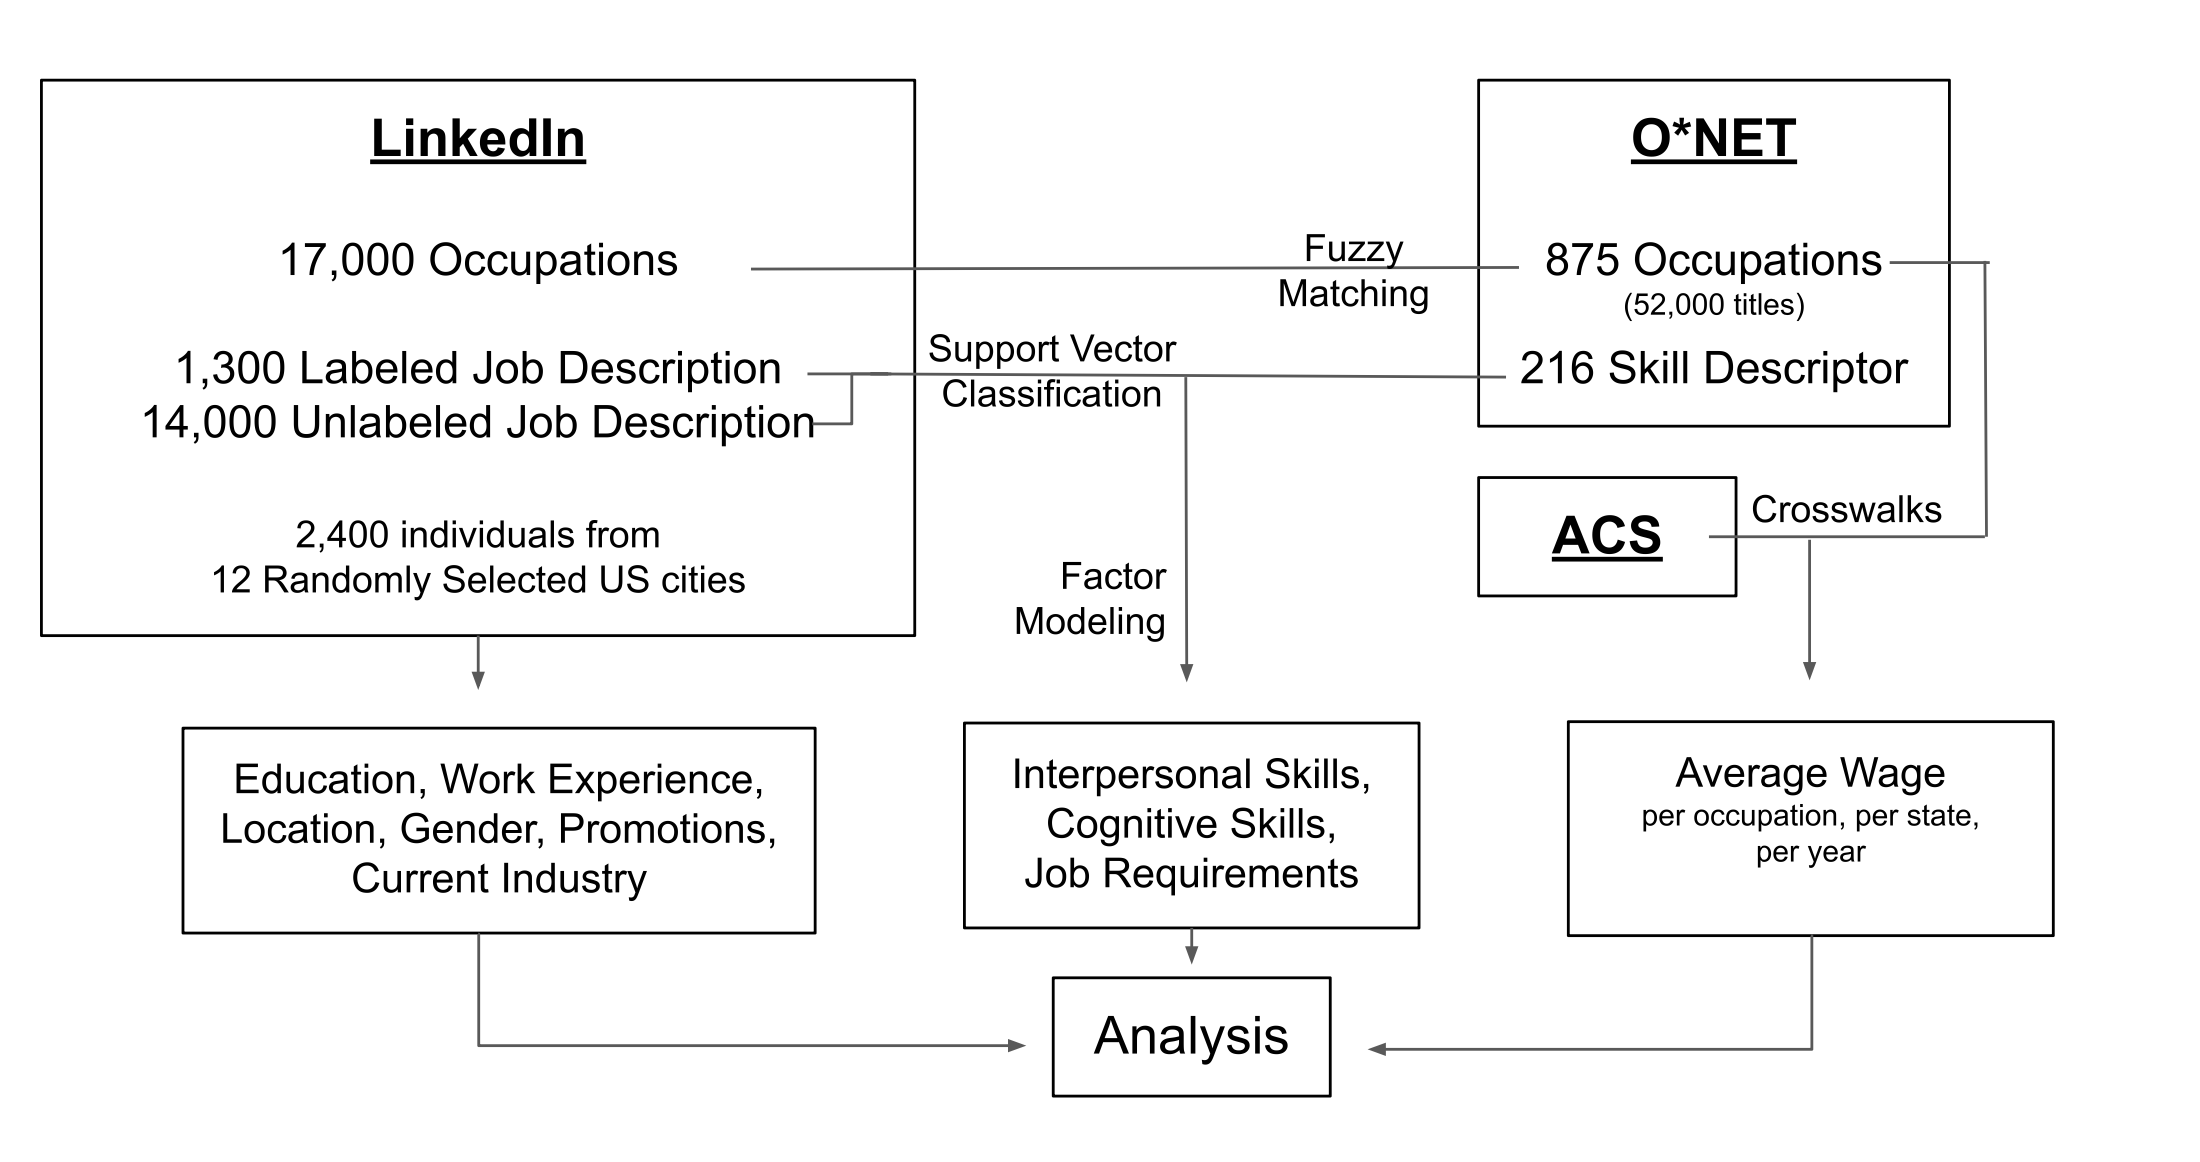 LinkedIn
17,000 Occupations
1,300 Labeled Job Description
14,000 Unlabeled Job Description
2,400 individuals from
12 Randomly Selected US cities
Fuzzy
Matching
Support Vector
Classification
O*NET
875 Occupations
(52,000 titles)
216 Skill Descriptor
ACS
Crosswalks
Factor
Modeling
Education, Work Experience,
Location, Gender, Promotions,
Current Industry
Interpersonal Skills,
Cognitive Skills,
Job Requirements
Average Wage
per occupation, per state,
per year
Analysis